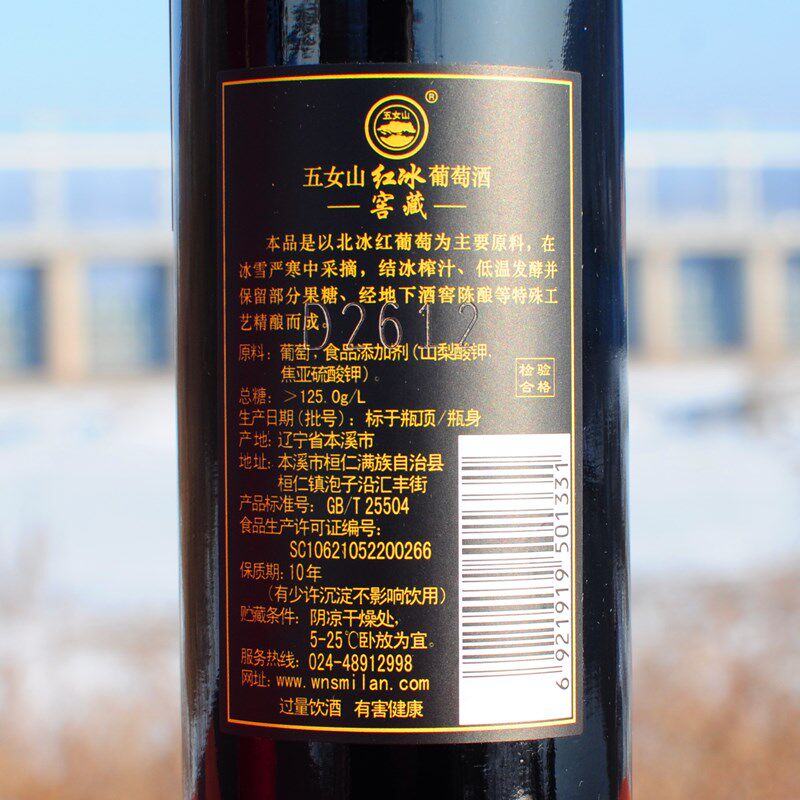 五女山
®
五女山红冰葡萄酒
窖藏
本品是以北冰红葡萄为主要原料，在
冰雪严寒中采摘，结冰榨汁、低温发酵并
保留部分果糖、经地下酒窖陈酿等特殊工
艺精酿而成。
D2612
原料：葡萄，食品添加剂（山梨酸钾，
焦亚硫酸钾）。
检验
合格
总糖：＞125.0g/L
生产日期（批号）：标于瓶顶/瓶身
产地：辽宁省本溪市
地址：本溪市桓仁满族自治县
桓仁镇泡子沿汇丰街
产品标准号：GB/T 25504
食品生产许可证编号：
SC10621052200266
保质期：10年
（有少许沉淀不影响饮用）
贮藏条件：阴凉干燥处，
5-25℃卧放为宜。
服务热线：024-48912998
网址：www.wnsmilan.com
过量饮酒 有害健康
6 921919 501331